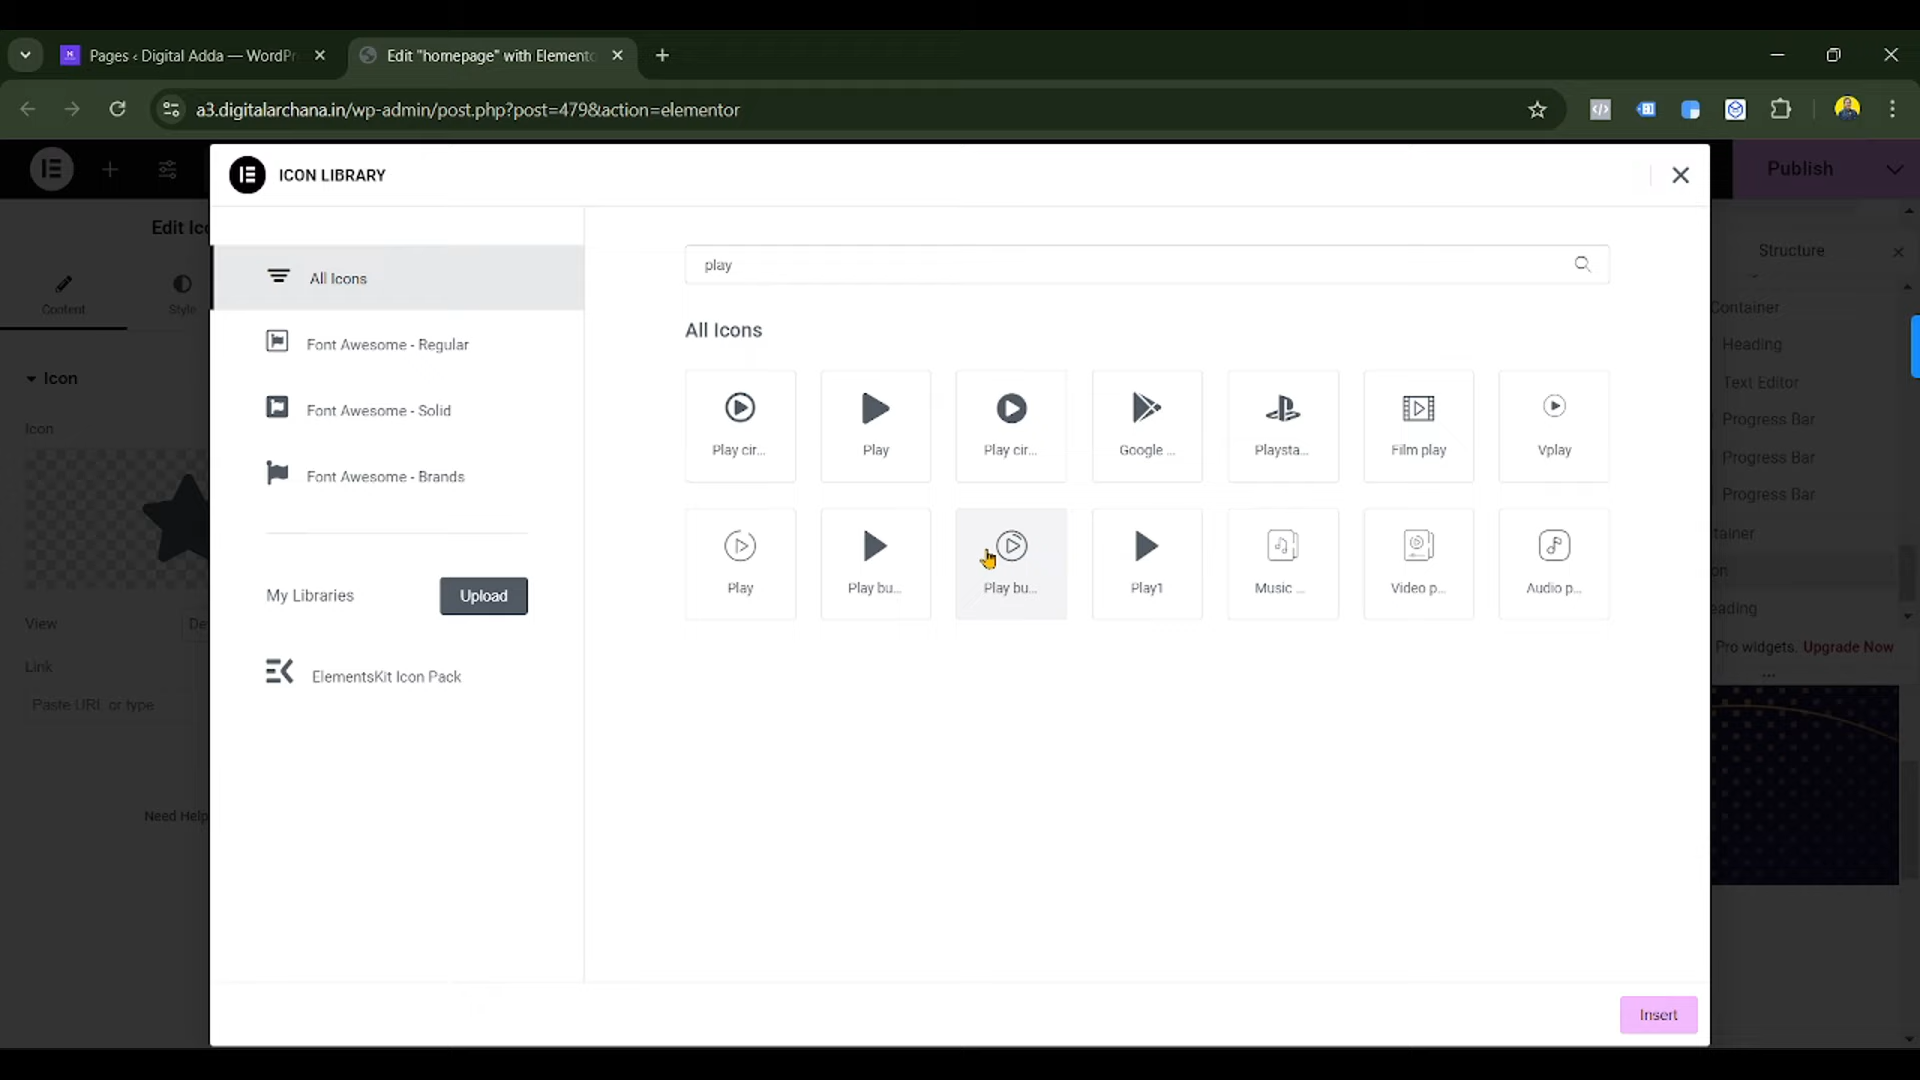 Pages ‹ Digital Adda — WordPr
Edit "homepage" with Elemento
a3.digitalarchana.in/wp-admin/post.php?post=479&action=elementor
Publish
ICON LIBRARY
Edit Ico
Content
Style
Icon
Icon
View
De
Link
Paste URL or type
Need Help
All Icons
Font Awesome - Regular
Font Awesome - Solid
Font Awesome - Brands
My Libraries
Upload
ElementsKit Icon Pack
play
All Icons
Play cir...
Play
Play cir...
Google ...
Playsta...
Film play
Vplay
Play
Play bu...
Play bu...
Play1
Music ...
Video p...
Audio p...
Insert
Structure
Container
Heading
Text Editor
Progress Bar
Progress Bar
Progress Bar
tainer
on
eading
Pro widgets. Upgrade Now